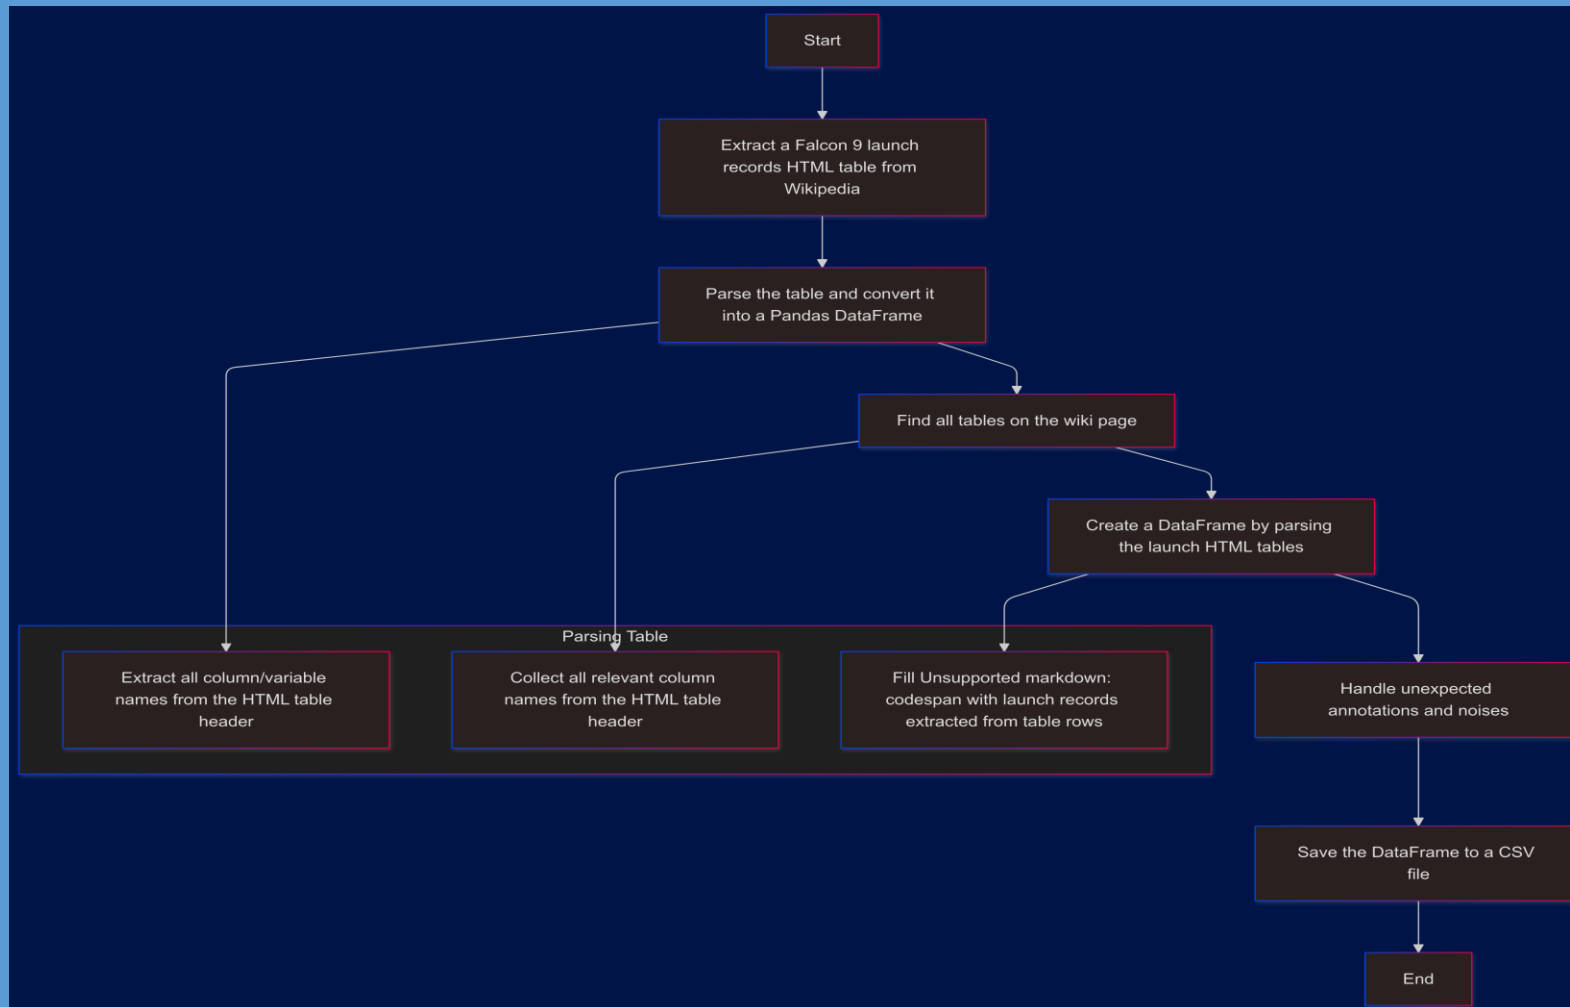 Start
Extract a Falcon 9 launch
records HTML table from
Wikipedia
Parse the table and convert it
into a Pandas DataFrame
Find all tables on the wiki page
Create a DataFrame by parsing
the launch HTML tables
Parsing Table
Extract all column/variable
names from the HTML table
header
Collect all relevant column
names from the HTML table
header
Fill Unsupported markdown:
codespan with launch records
extracted from table rows
Handle unexpected
annotations and noises
Save the DataFrame to a CSV
file
End